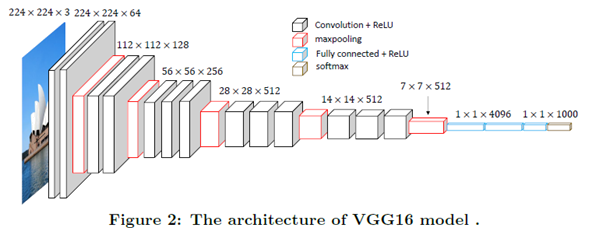 224 × 224 × 3
224 × 224 × 64
112 × 112 × 128
56 × 56 × 256
28 × 28 × 512
14 × 14 × 512
7 × 7 × 512
1 × 1 × 4096
1 × 1 × 1000
Convolution + ReLU
maxpooling
Fully connected + ReLU
softmax
Figure 2: The architecture of VGG16 model .